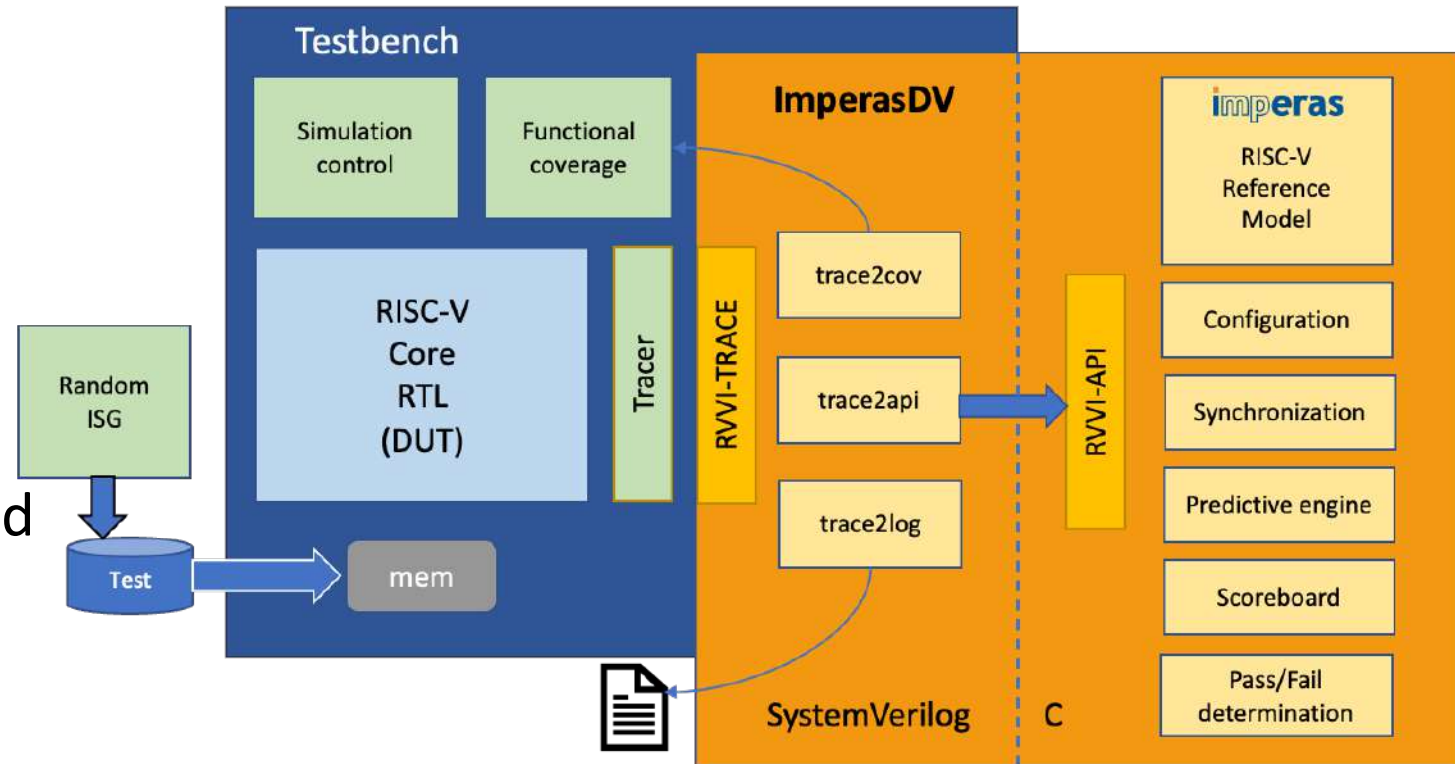 Testbench
Simulation
control
Functional
coverage
RISC-V
Core
RTL
(DUT)
Tracer
Random
ISG
d
Test
mem
ImperasDV
RVVI-TRACE
trace2cov
trace2api
trace2log
SystemVerilog
C
RVVI-API
imperas
RISC-V
Reference
Model
Configuration
Synchronization
Predictive engine
Scoreboard
Pass/Fail
determination